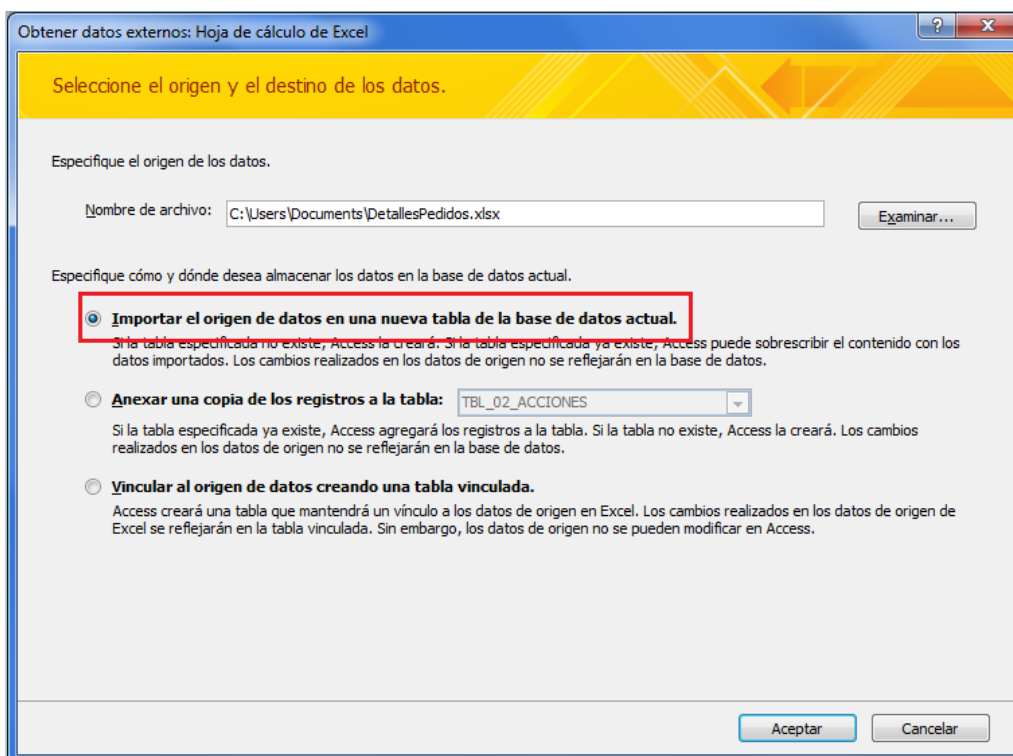 Obtener datos externos: Hoja de cálculo de Excel
Seleccione el origen y el destino de los datos.
Especifique el origen de los datos.
Nombre de archivo: C:\Users\Documents\DetallesPedidos.xlsx Examinar...
Especifique cómo y dónde desea almacenar los datos en la base de datos actual.
Importar el origen de datos en una nueva tabla de la base de datos actual.
Si la tabla especificada no existe, Access la creará. Si la tabla especificada ya existe, Access puede sobrescribir el contenido con los
datos importados. Los cambios realizados en los datos de origen no se reflejarán en la base de datos.
Anexar una copia de los registros a la tabla: TBL_02_ACCIONES
Si la tabla especificada ya existe, Access agregará los registros a la tabla. Si la tabla no existe, Access la creará. Los cambios
realizados en los datos de origen no se reflejarán en la base de datos.
Vincular al origen de datos creando una tabla vinculada.
Access creará una tabla que mantendrá un vínculo a los datos de origen en Excel. Los cambios realizados en los datos de origen de
Excel se reflejarán en la tabla vinculada. Sin embargo, los datos de origen no se pueden modificar en Access.
Aceptar Cancelar